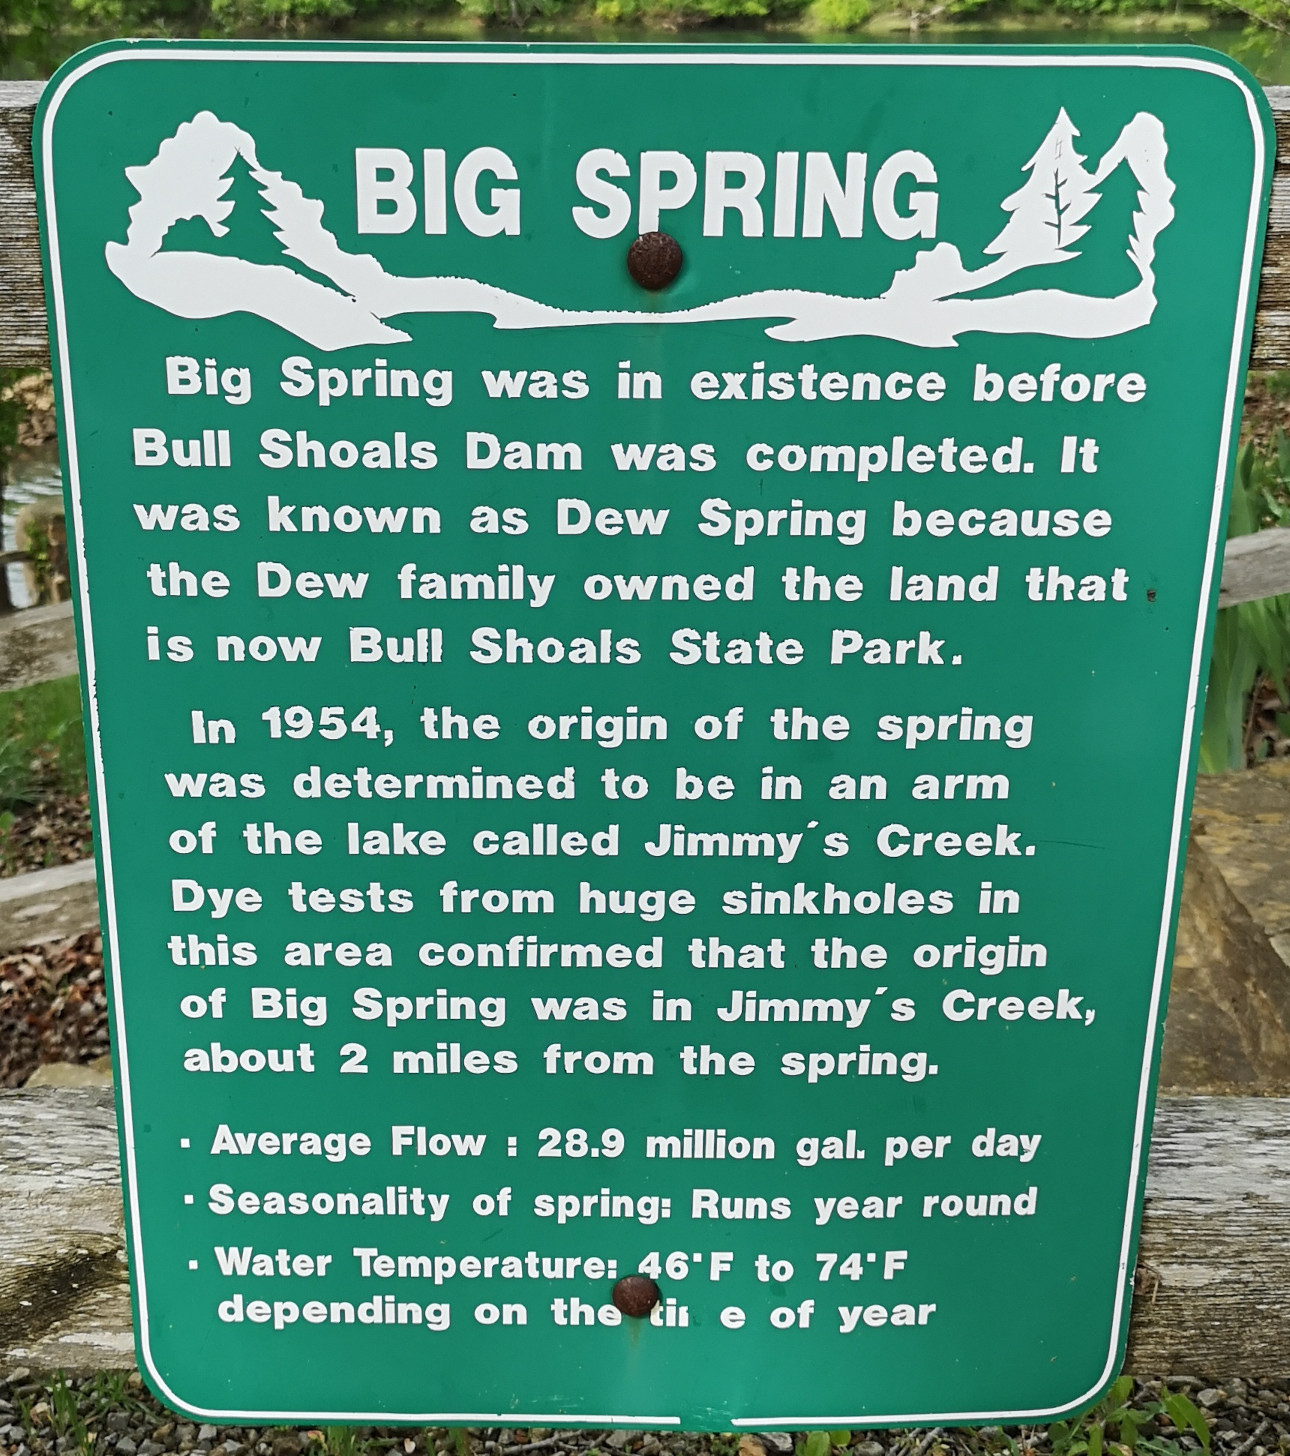 BIG SPRING
Big Spring was in existence before
Bull Shoals Dam was completed. It
was known as Dew Spring because
the Dew family owned the land that
is now Bull Shoals State Park.
In 1954, the origin of the spring
was determined to be in an arm
of the lake called Jimmy´s Creek.
Dye tests from huge sinkholes in
this area confirmed that the origin
of Big Spring was in Jimmy´s Creek,
about 2 miles from the spring.
· Average Flow : 28.9 million gal. per day
· Seasonality of spring: Runs year round
· Water Temperature: 46°F to 74°F
depending on the time of year